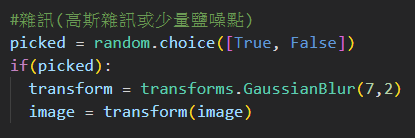 #雜訊(高斯雜訊或少量鹽噪點)
picked = random.choice([True, False])
if(picked):
  transform = transforms.GaussianBlur(7,2)
  image = transform(image)